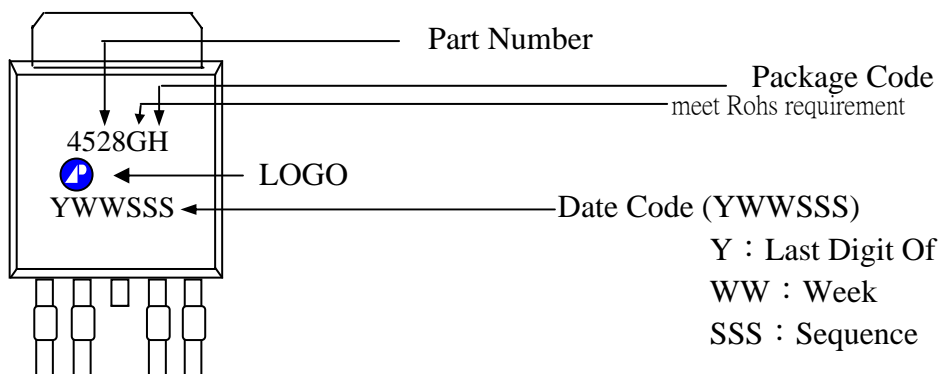 Part Number
Package Code
meet Rohs requirement
4528GH
LOGO
YWWSSS
Date Code (YWWSSS)
Y：Last Digit Of
WW：Week
SSS：Sequence